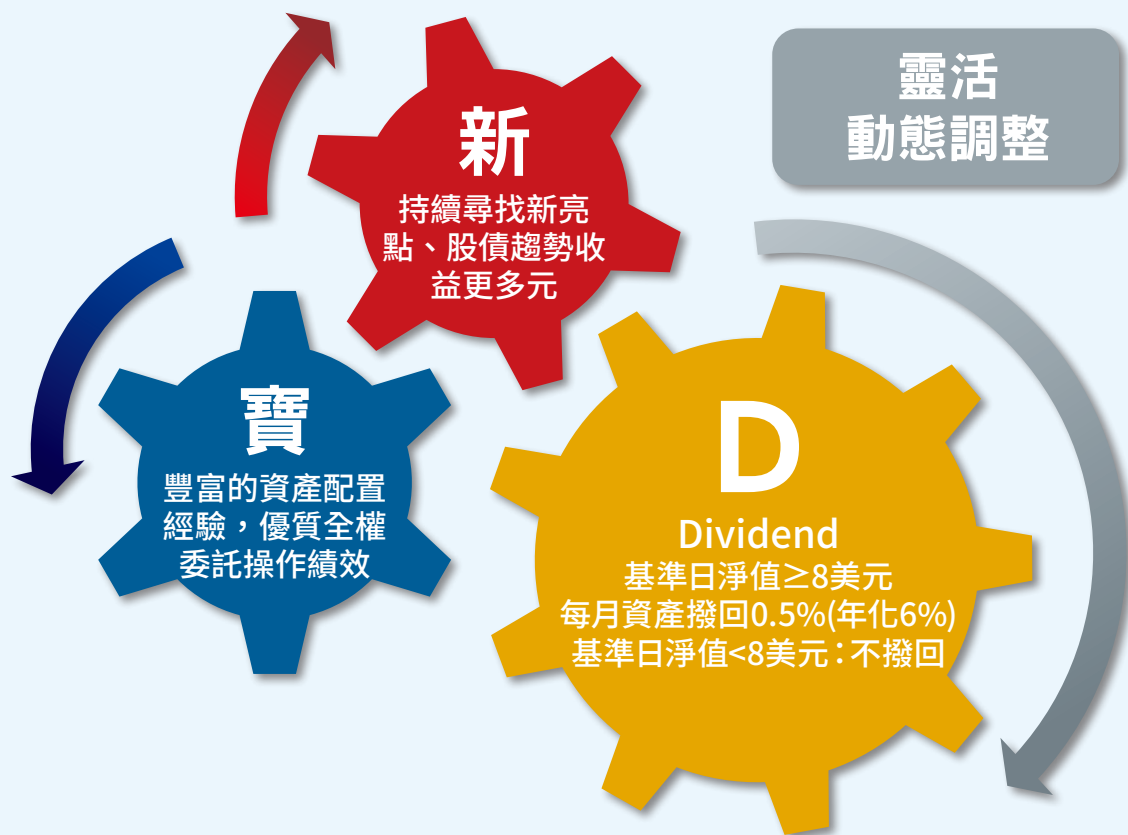 靈活
動態調整
新
持續尋找新亮
點、股債趨勢收
益更多元
寶
豐富的資產配置
經驗，優質全權
委託操作績效
D
Dividend
基準日淨值≥8美元
每月資產撥回0.5%(年化6%)
基準日淨值<8美元：不撥回